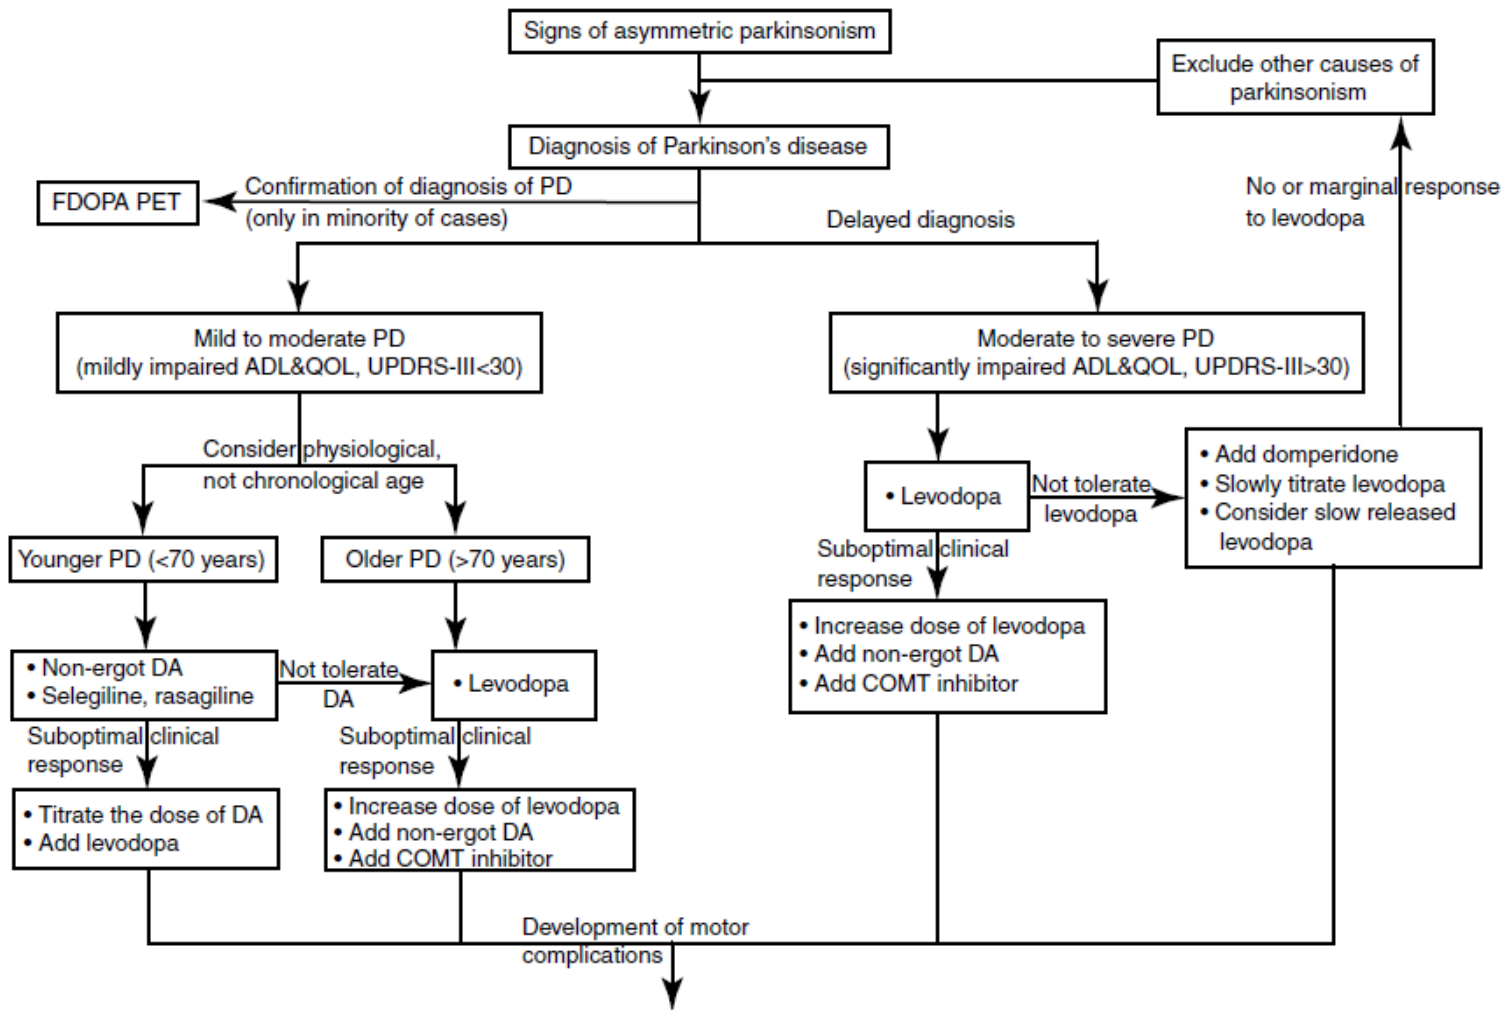 Signs of asymmetric parkinsonism
Exclude other causes of
parkinsonism
Diagnosis of Parkinson's disease
FDOPA PET
Confirmation of diagnosis of PD
(only in minority of cases)
Delayed diagnosis
No or marginal response
to levodopa
Mild to moderate PD
(mildly impaired ADL&QOL, UPDRS-III<30)
Moderate to severe PD
(significantly impaired ADL&QOL, UPDRS-III>30)
Consider physiological,
not chronological age
• Levodopa
Not tolerate
levodopa
• Add domperidone
• Slowly titrate levodopa
• Consider slow released
levodopa
Younger PD (<70 years)
Older PD (>70 years)
Suboptimal clinical
response
• Increase dose of levodopa
• Add non-ergot DA
• Add COMT inhibitor
• Non-ergot DA
• Selegiline, rasagiline
Not tolerate
DA
• Levodopa
Suboptimal clinical
response
Suboptimal clinical
response
• Titrate the dose of DA
• Add levodopa
• Increase dose of levodopa
• Add non-ergot DA
• Add COMT inhibitor
Development of motor
complications